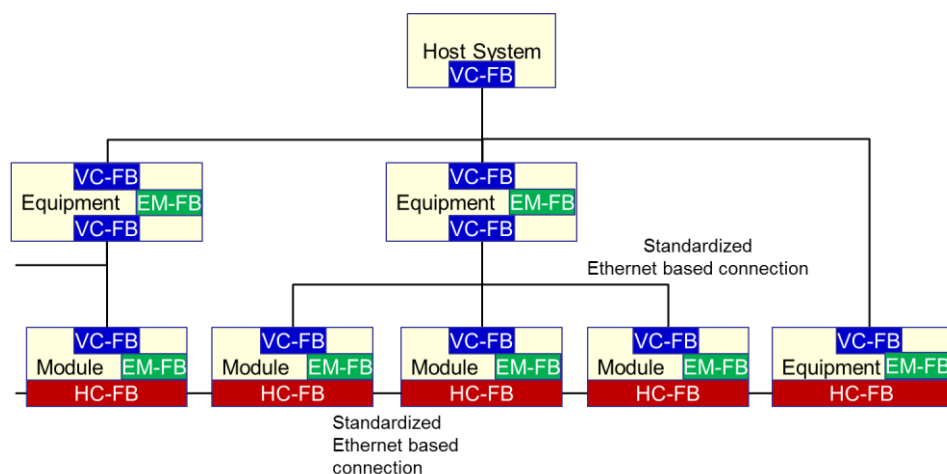 Host System
VC-FB
VC-FB
Equipment EM-FB
VC-FB
VC-FB
Equipment EM-FB
VC-FB
Standardized
Ethernet based connection
VC-FB
Module EM-FB
HC-FB
VC-FB
Module EM-FB
HC-FB
VC-FB
Module EM-FB
HC-FB
VC-FB
Module EM-FB
HC-FB
VC-FB
Equipment EM-FB
HC-FB
Standardized
Ethernet based
connection